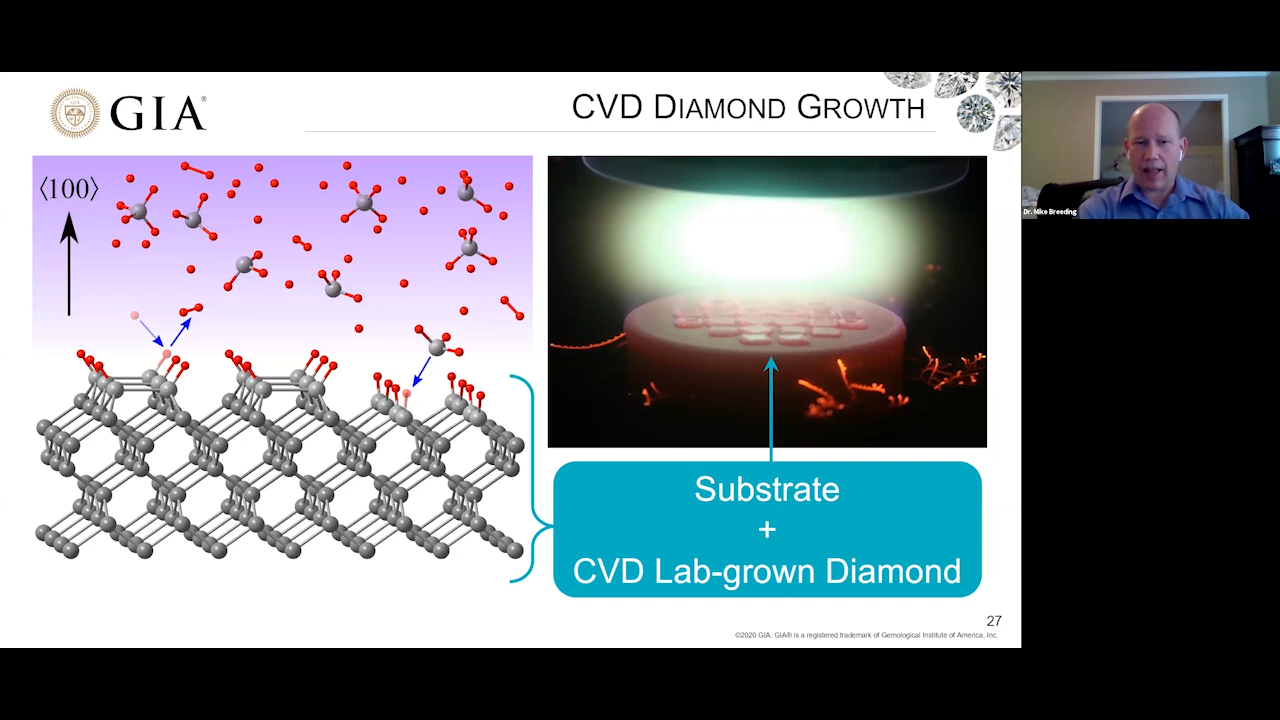 GIA®
CVD DIAMOND GROWTH
⟨100⟩
Dr. Mike Breeding
Substrate
+
CVD Lab-grown Diamond
27
©2020 GIA. GIA® is a registered trademark of Gemological Institute of America, Inc.